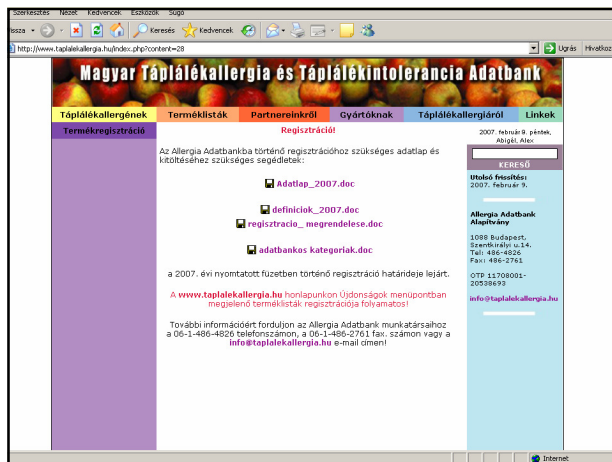 Szerkesztés Nézet Kedvencek Eszközök Súgó
Vissza Keresés Kedvencek
http://www.taplalekallergia.hu/index.php?content=28 Ugrás Hivatkoz
Magyar Táplálékallergia és Táplálékintolerancia Adatbank
Táplálékallergének Terméklisták Partnereinkről Gyártóknak Táplálékallergiáról Linkek
Termékregisztráció
Regisztráció!
Az Allergia Adatbankba történő regisztrációhoz szükséges adatlap és
kitöltéséhez szükséges segédletek:
Adatlap_2007.doc
definiciok_2007.doc
regisztracio_ megrendelese.doc
adatbankos kategoriak.doc
a 2007. évi nyomtatott füzetben történő regisztráció határideje lejárt.
A www.taplalekallergia.hu honlapunkon Újdonságok menüpontban
megjelenő terméklisták regisztrációja folyamatos!
További információért forduljon az Allergia Adatbank munkatársaihoz
a 06-1-486-4826 telefonszámon, a 06-1-486-2761 fax. számon vagy a
info@taplalekallergia.hu e-mail címen!
2007. február 9. péntek,
Abigél, Alex
KERESŐ
Utolsó frissítés:
2007. február 9.
Allergia Adatbank
Alapítvány
1088 Budapest,
Szentkirályi u.14.
Tel: 486-4826
Fax: 486-2761
OTP 11708001-
20538693
info@taplalekallergia.hu
Internet